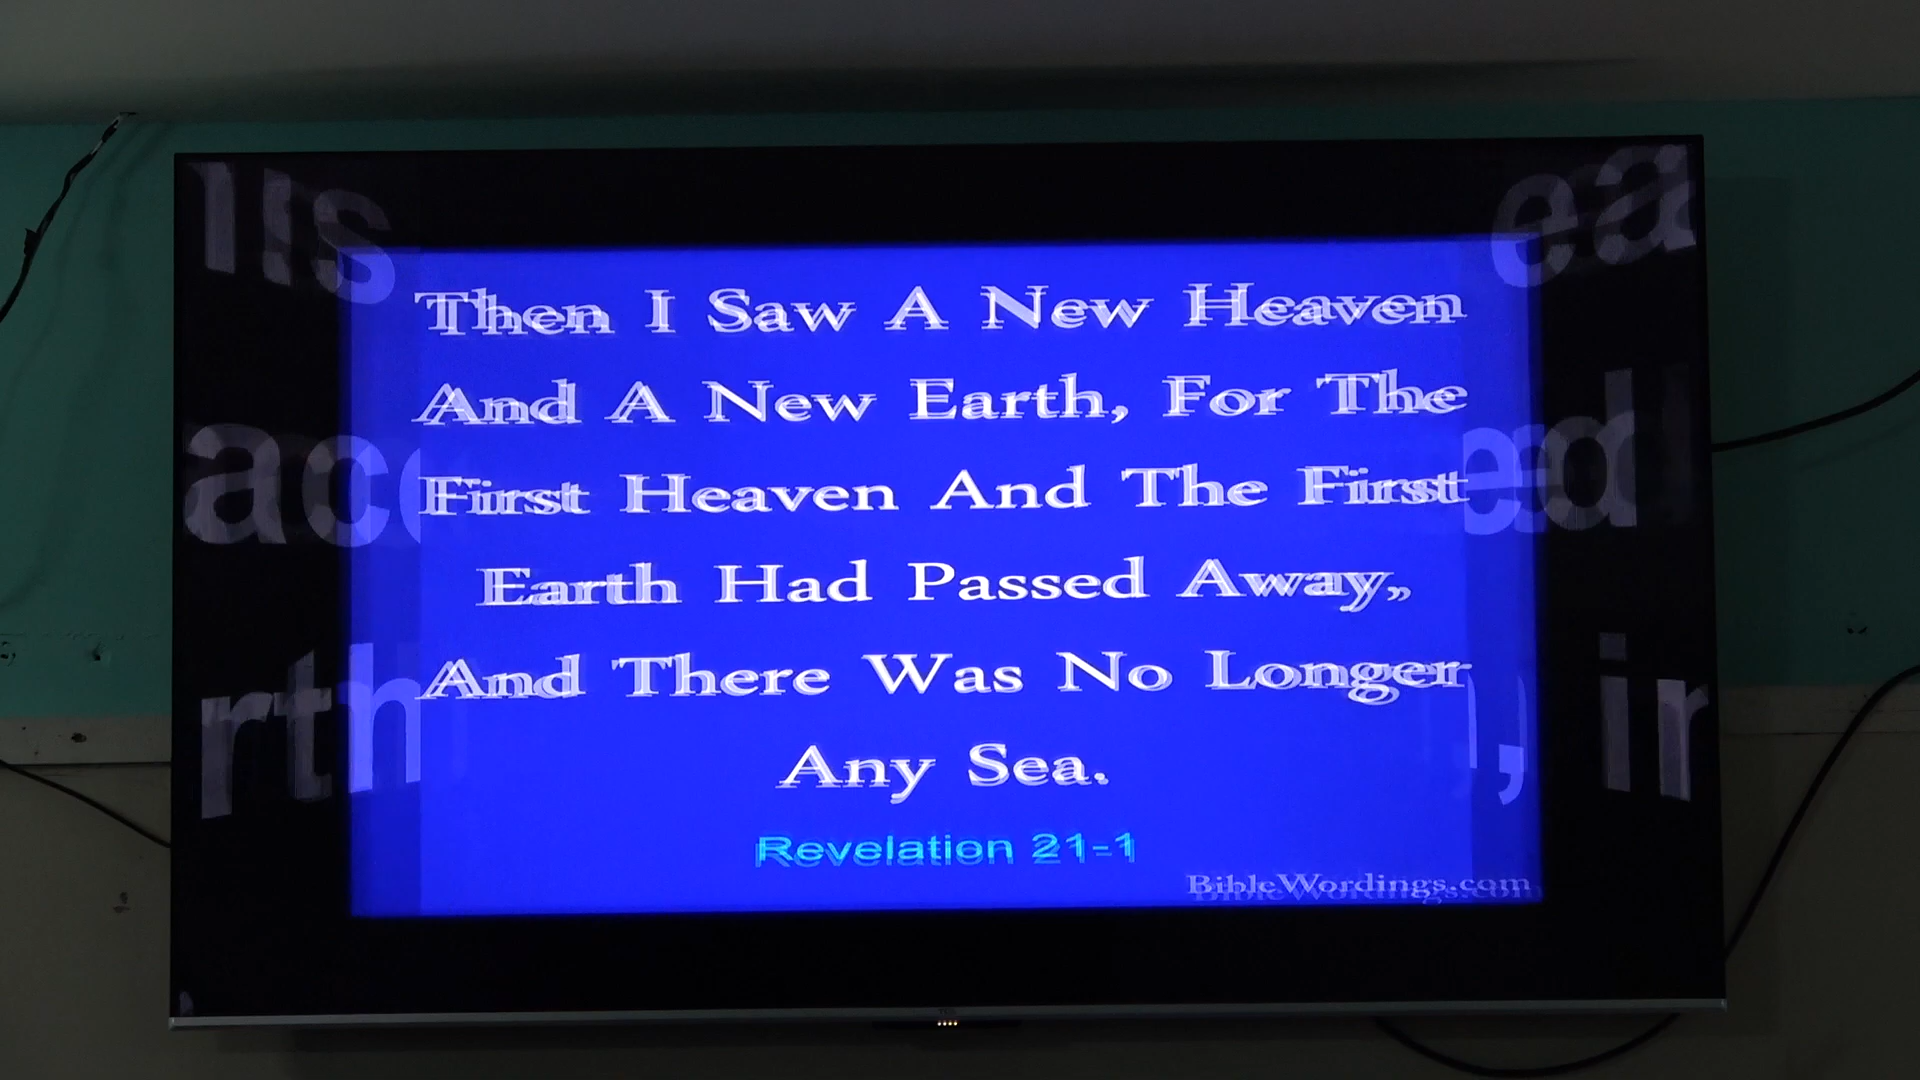 Then I Saw A New Heaven
And A New Earth, For The
First Heaven And The First
Earth Had Passed Away,
And There Was No Longer
Any Sea.
Revelation 21-1
BibleWordings.com